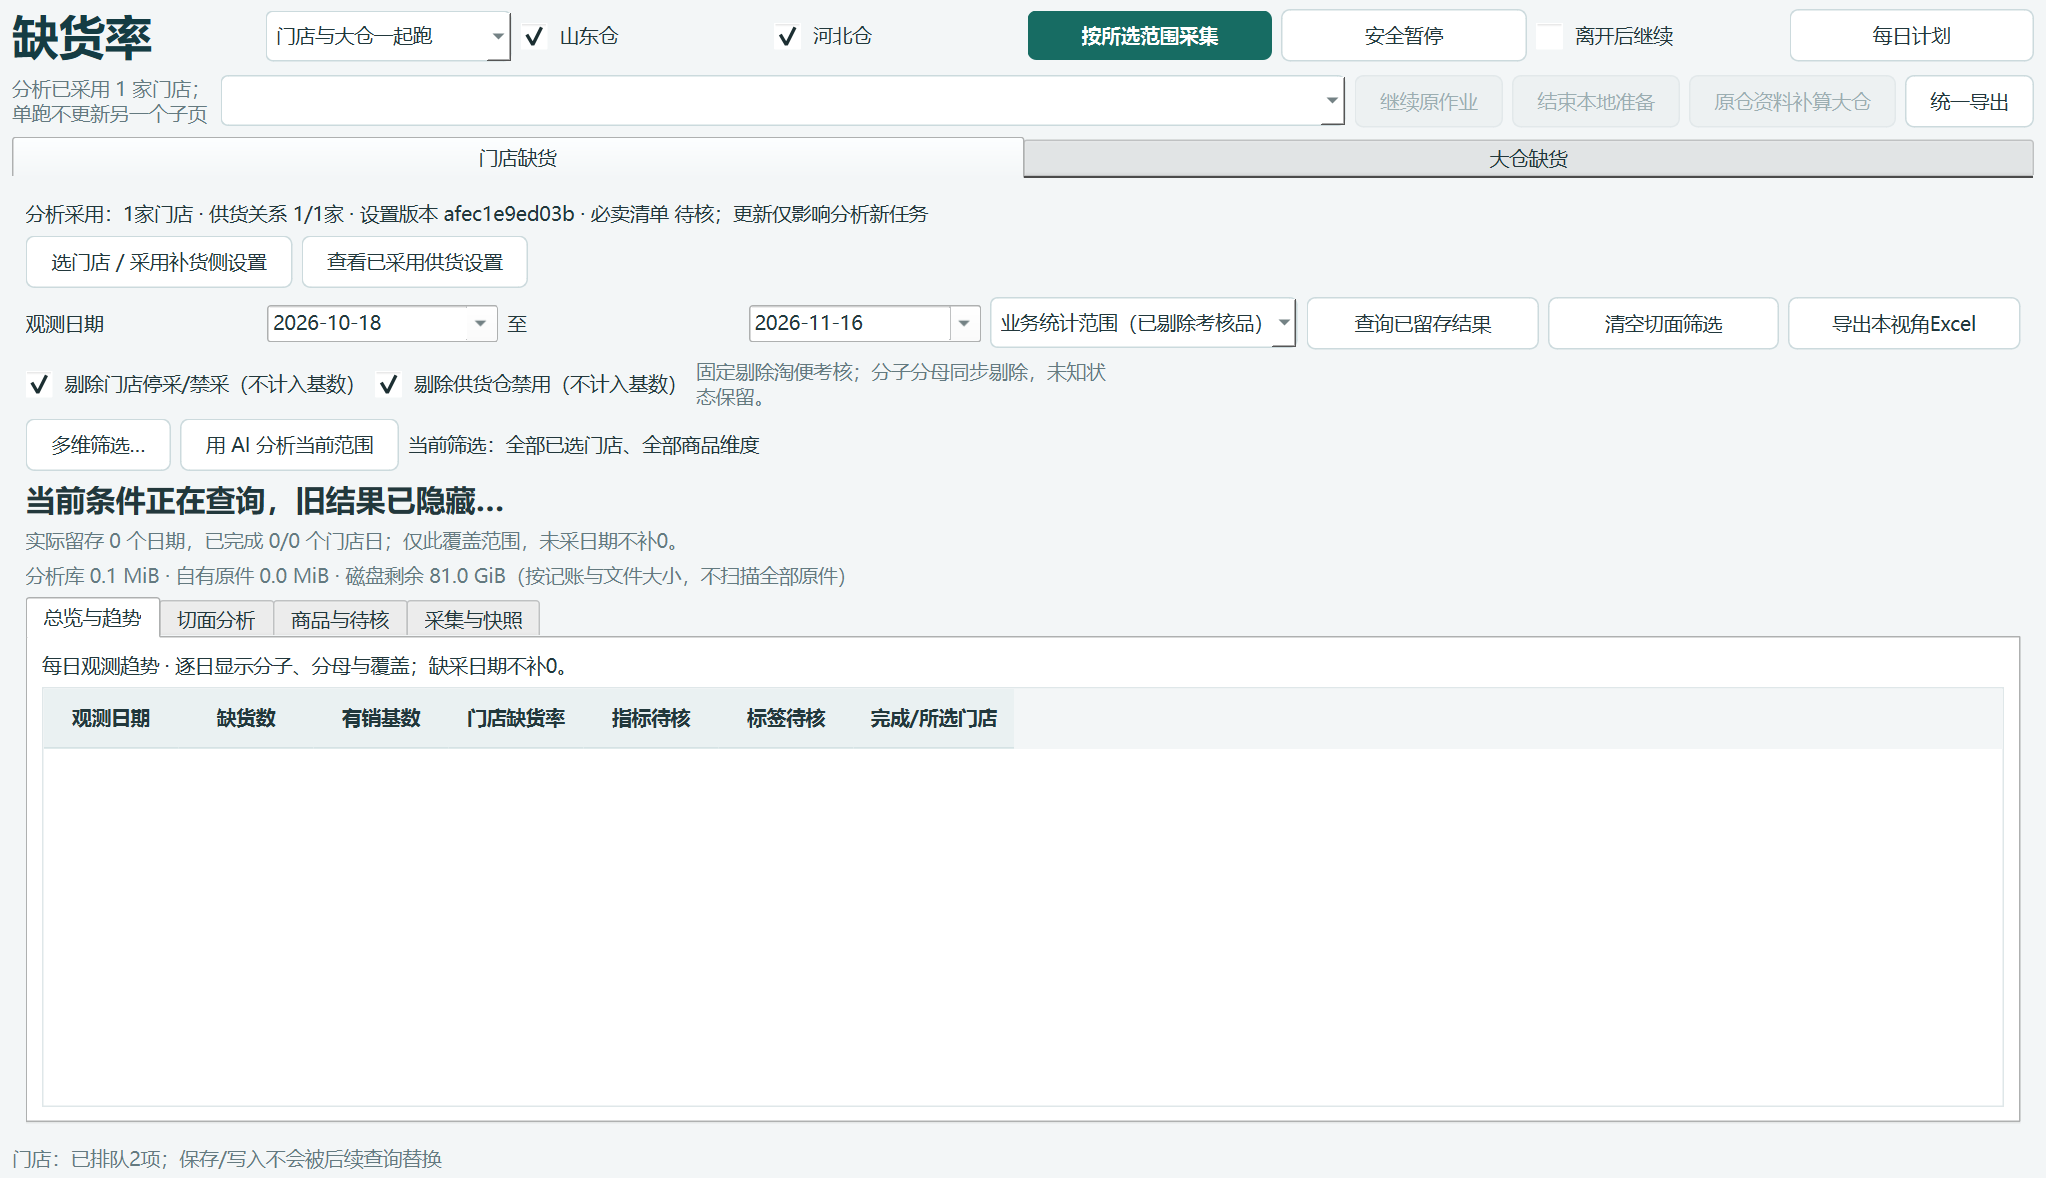 缺货率
门店与大仓一起跑
山东仓
河北仓
按所选范围采集
安全暂停
离开后继续
每日计划
分析已采用 1 家门店；
单跑不更新另一个子页
继续原作业
结束本地准备
原仓资料补算大仓
统一导出
门店缺货
大仓缺货
分析采用：1家门店 · 供货关系 1/1家 · 设置版本 afec1e9ed03b · 必卖清单 待核；更新仅影响分析新任务
选门店 / 采用补货侧设置
查看已采用供货设置
观测日期
2026-10-18
至
2026-11-16
业务统计范围（已剔除考核品）
查询已留存结果
清空切面筛选
导出本视角Excel
剔除门店停采/禁采（不计入基数）
剔除供货仓禁用（不计入基数）
固定剔除淘便考核；分子分母同步剔除，未知状
态保留。
多维筛选...
用 AI 分析当前范围
当前筛选：全部已选门店、全部商品维度
当前条件正在查询，旧结果已隐藏...
实际留存 0 个日期，已完成 0/0 个门店日；仅此覆盖范围，未采日期不补0。
分析库 0.1 MiB · 自有原件 0.0 MiB · 磁盘剩余 81.0 GiB（按记账与文件大小，不扫描全部原件）
总览与趋势
切面分析
商品与待核
采集与快照
每日观测趋势 · 逐日显示分子、分母与覆盖；缺采日期不补0。
观测日期
缺货数
有销基数
门店缺货率
指标待核
标签待核
完成/所选门店
门店：已排队2项；保存/写入不会被后续查询替换